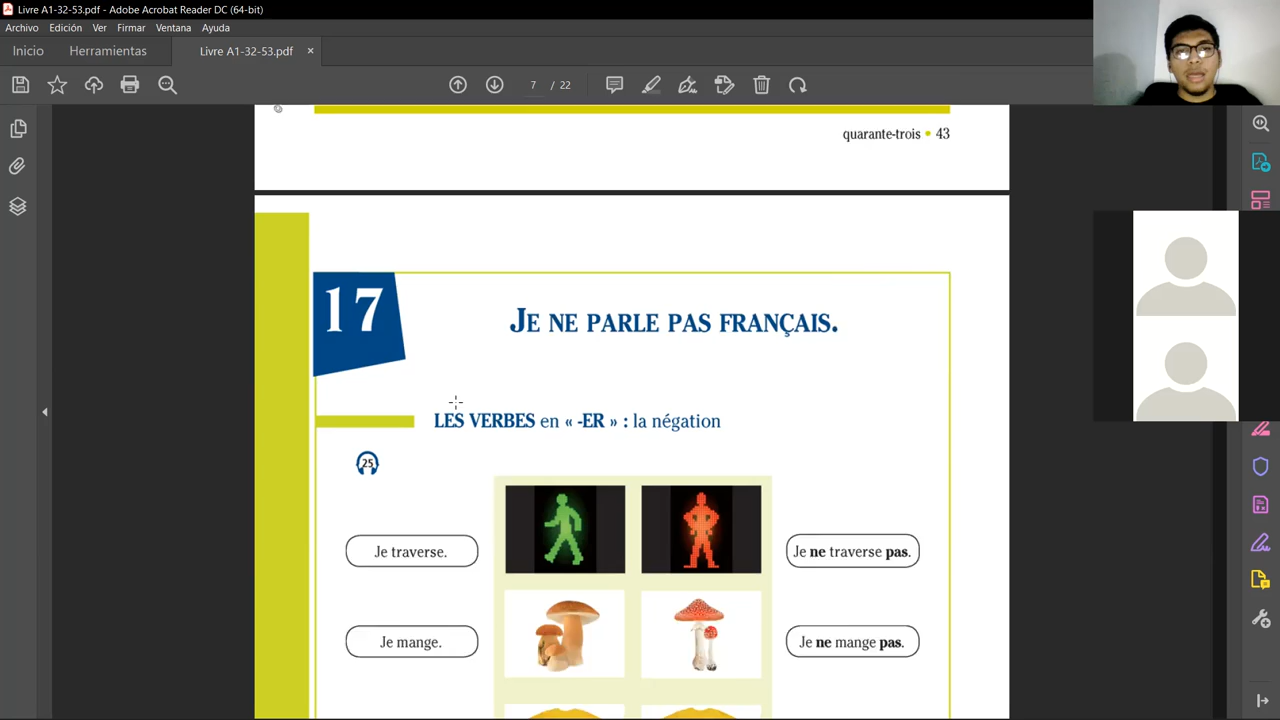 Livre A1-32-53.pdf - Adobe Acrobat Reader DC (64-bit)
Archivo Edición Ver Firmar Ventana Ayuda
Inicio Herramientas Livre A1-32-53.pdf ×
7 / 22
quarante-trois • 43
17
JE NE PARLE PAS FRANÇAIS.
LES VERBES en « -ER » : la négation
25
Je traverse.
Je ne traverse pas.
Je mange.
Je ne mange pas.